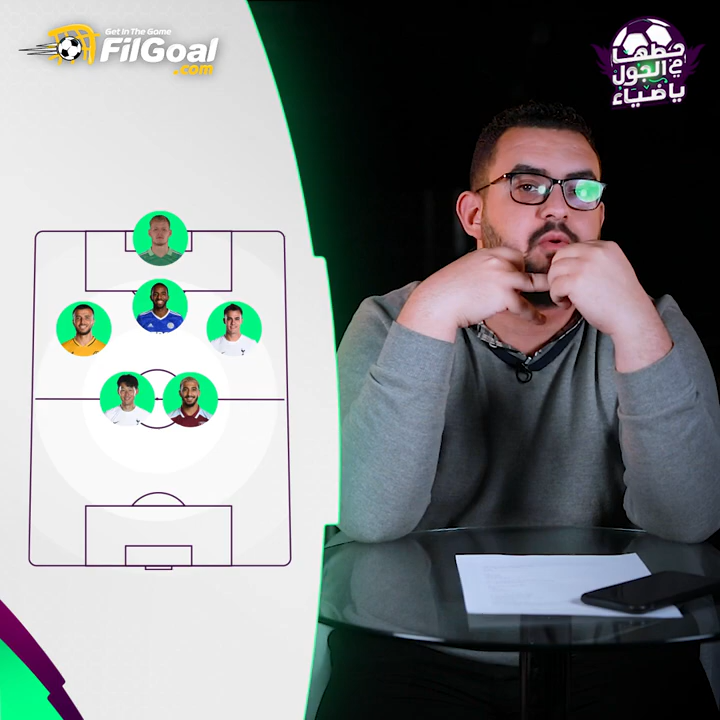 Get In The Game
FilGoal
.com
حطها
في الجول
يا ضياء